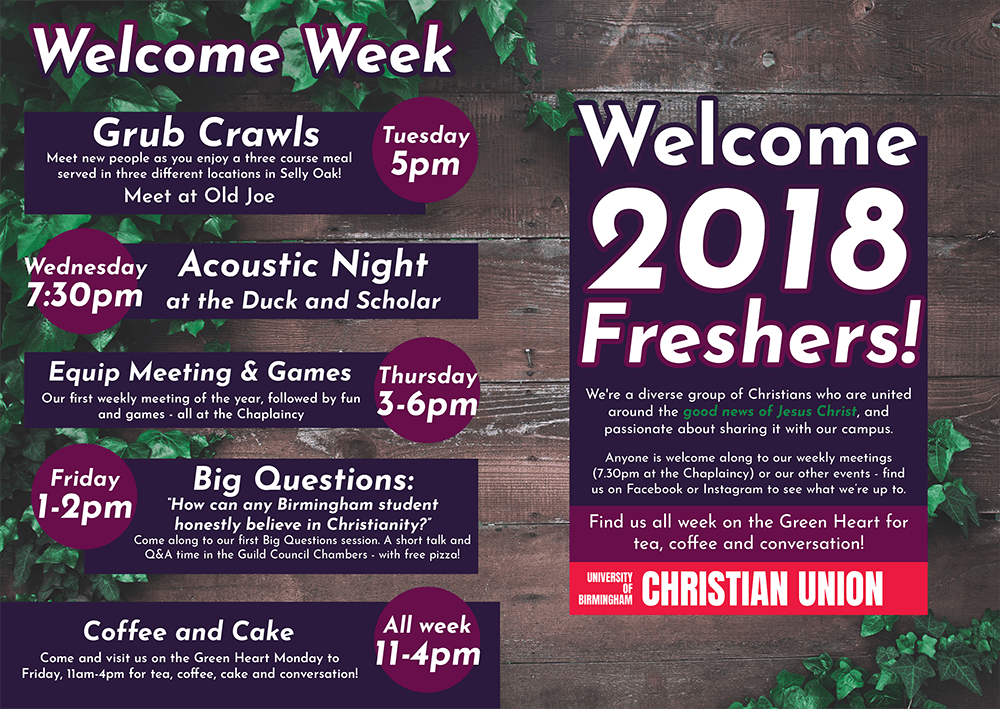 Welcome Week
Grub Crawls
Meet new people as you enjoy a three course meal
served in three different locations in Selly Oak!
Meet at Old Joe
Tuesday
5pm
Wednesday
7:30pm
Acoustic Night
at the Duck and Scholar
Equip Meeting & Games
Our first weekly meeting of the year, followed by fun
and games - all at the Chaplaincy
Thursday
3-6pm
Friday
1-2pm
Big Questions:
"How can any Birmingham student
honestly believe in Christianity?"
Come along to our first Big Questions session. A short talk and
Q&A time in the Guild Council Chambers - with free pizza!
Coffee and Cake
Come and visit us on the Green Heart Monday to
Friday, 11am-4pm for tea, coffee, cake and conversation!
All week
11-4pm
Welcome
2018
Freshers!
We're a diverse group of Christians who are united
around the good news of Jesus Christ, and
passionate about sharing it with our campus.
Anyone is welcome along to our weekly meetings
(7.30pm at the Chaplaincy) or our other events - find
us on Facebook or Instagram to see what we're up to.
Find us all week on the Green Heart for
tea, coffee and conversation!
UNIVERSITY
OF
BIRMINGHAM
CHRISTIAN UNION